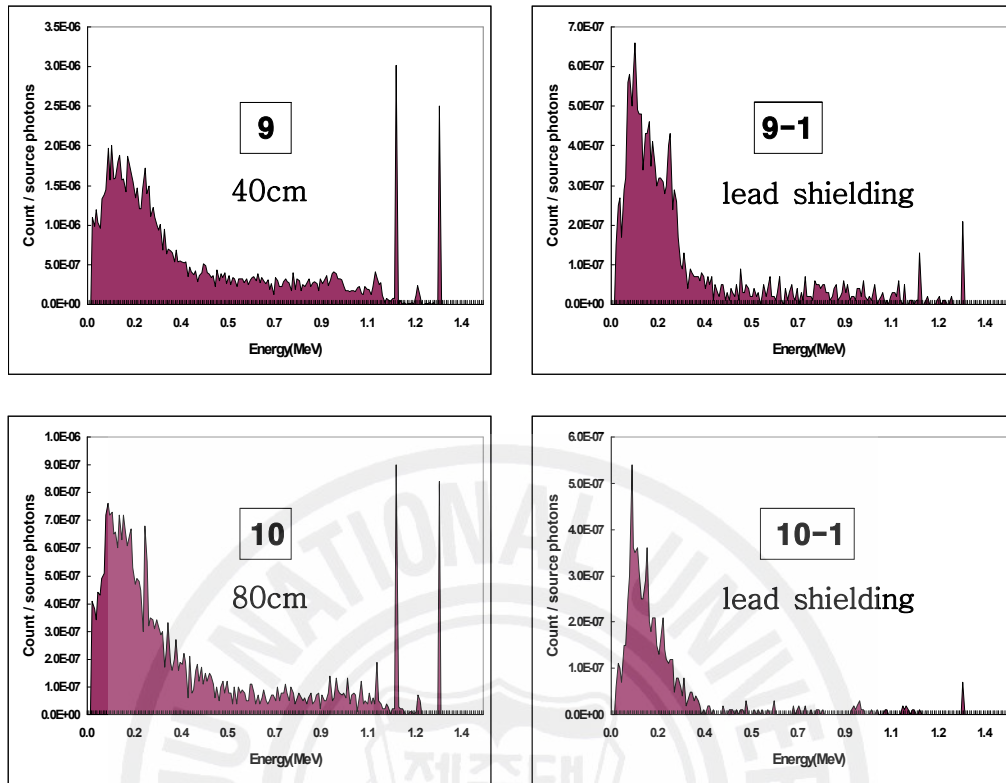 3.5E-06
3.0E-06
2.5E-06
2.0E-06
1.5E-06
1.0E-06
5.0E-07
0.0E+00
Count / source photons
9
40cm
0.0 0.2 0.4 0.6 0.7 0.9 1.1 1.2 1.4
Energy(MeV)
7.0E-07
6.0E-07
5.0E-07
4.0E-07
3.0E-07
2.0E-07
1.0E-07
0.0E+00
Count / source photons
9-1
lead shielding
0.0 0.2 0.4 0.6 0.7 0.9 1.1 1.2 1.4
Energy(MeV)
1.0E-06
9.0E-07
8.0E-07
7.0E-07
6.0E-07
5.0E-07
4.0E-07
3.0E-07
2.0E-07
1.0E-07
0.0E+00
Count / source photons
10
80cm
0.0 0.2 0.4 0.6 0.7 0.9 1.1 1.2 1.4
Energy(MeV)
6.0E-07
5.0E-07
4.0E-07
3.0E-07
2.0E-07
1.0E-07
0.0E+00
Count / source photons
10-1
lead shielding
0.0 0.2 0.4 0.6 0.7 0.9 1.1 1.2 1.4
Energy(MeV)
NATIONAL
제주대